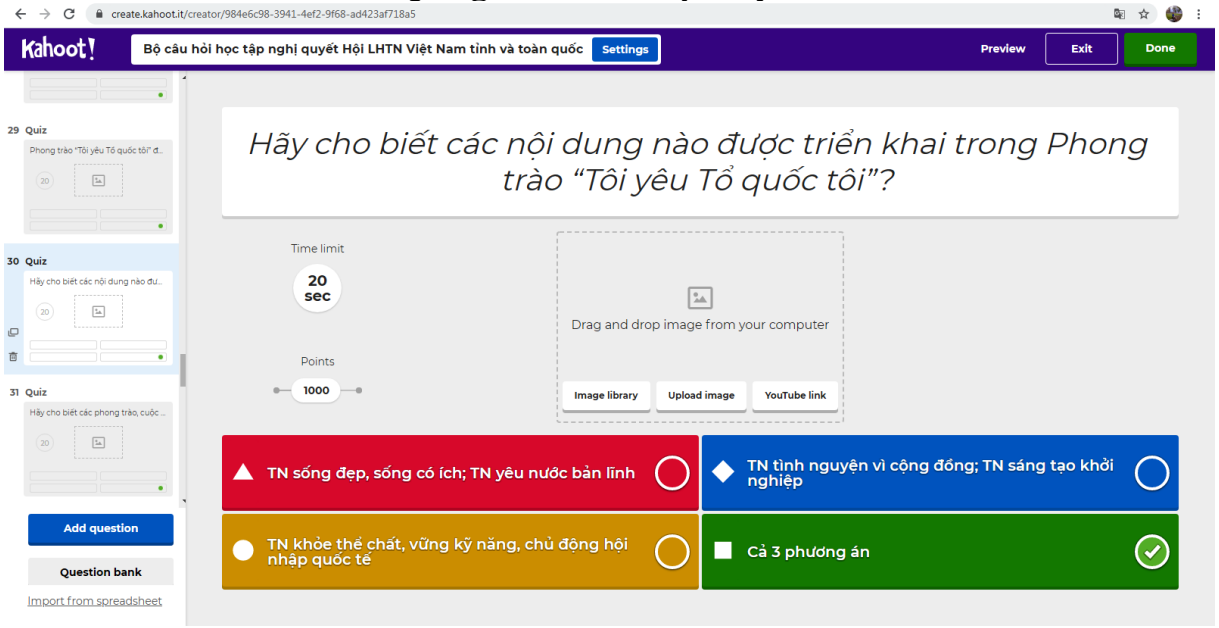 create.kahoot.it/creator/984e6c98-3941-4ef2-9f68-ad423af718a5
Kahoot!
Bộ câu hỏi học tập nghị quyết Hội LHTN Việt Nam tỉnh và toàn quốc
Settings
Preview
Exit
Done
29 Quiz
Phong trào "Tôi yêu Tổ quốc tôi" đ...
20
30 Quiz
Hãy cho biết các nội dung nào đư...
20
31 Quiz
Hãy cho biết các phong trào, cuộc ...
20
Add question
Question bank
Import from spreadsheet
Hãy cho biết các nội dung nào được triển khai trong Phong
trào “Tôi yêu Tổ quốc tôi”?
Time limit
20
sec
Points
1000
Drag and drop image from your computer
Image library
Upload image
YouTube link
TN sống đẹp, sống có ích; TN yêu nước bản lĩnh
TN tình nguyện vì cộng đồng; TN sáng tạo khởi
nghiệp
TN khỏe thể chất, vững kỹ năng, chủ động hội
nhập quốc tế
Cả 3 phương án